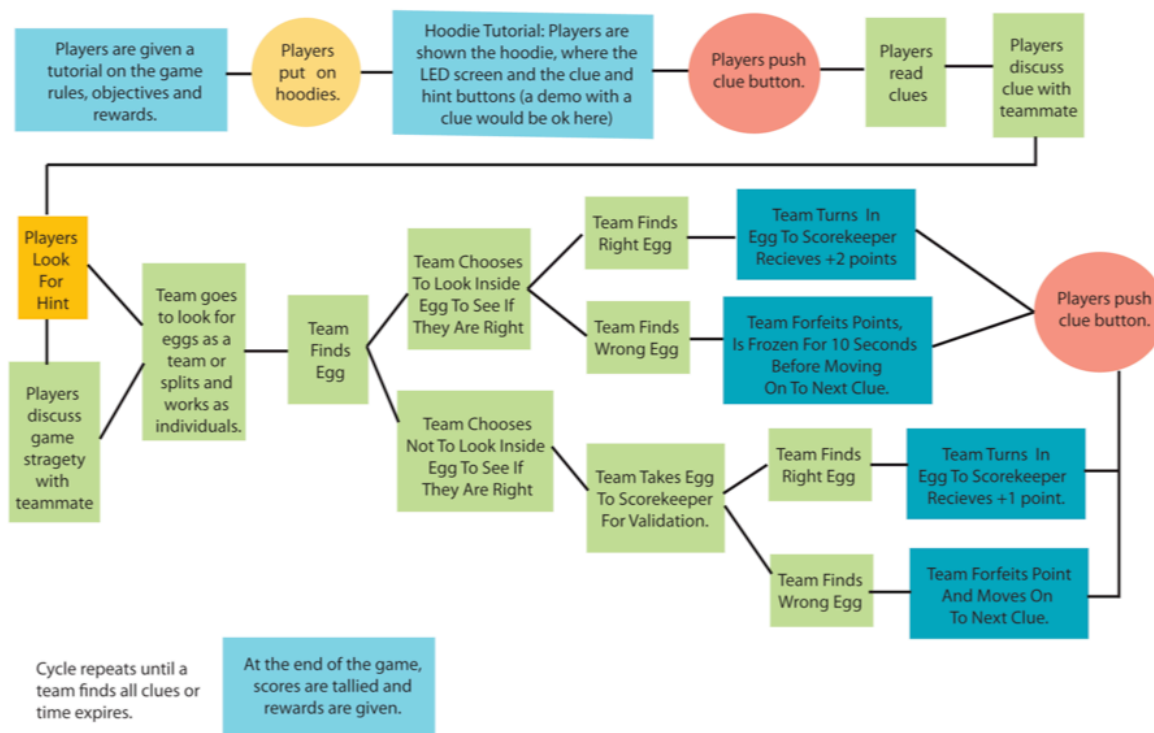 Players are given a
tutorial on the game
rules, objectives and
rewards.
Players
put on
hoodies.
Hoodie Tutorial: Players are
shown the hoodie, where the
LED screen and the clue and
hint buttons (a demo with a
clue would be ok here)
Players push
clue button.
Players
read
clues
Players
discuss
clue with
teammate
Players
Look
For
Hint
Players
discuss
game
stragety
with
teammate
Team goes
to look for
eggs as a
team or
splits and
works as
individuals.
Team
Finds
Egg
Team Chooses
To Look Inside
Egg To See If
They Are Right
Team Finds
Right Egg
Team Turns In
Egg To Scorekeeper
Recieves +2 points
Team Finds
Wrong Egg
Team Forfeits Points,
Is Frozen For 10 Seconds
Before Moving
On To Next Clue.
Players push
clue button.
Team Chooses
Not To Look Inside
Egg To See If
They Are Right
Team Takes Egg
To Scorekeeper
For Validation.
Team Finds
Right Egg
Team Turns In
Egg To Scorekeeper
Recieves +1 point.
Team Finds
Wrong Egg
Team Forfeits Point
And Moves On
To Next Clue.
Cycle repeats until a
team finds all clues or
time expires.
At the end of the game,
scores are tallied and
rewards are given.